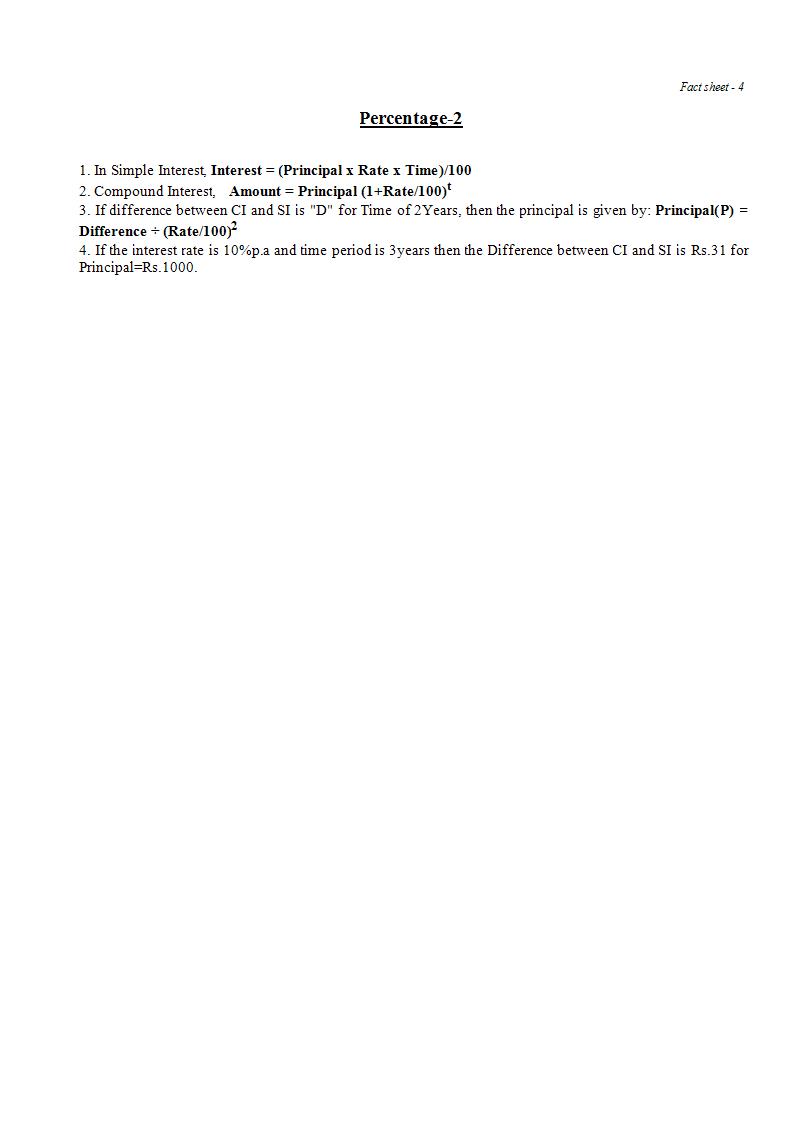 Fact sheet - 4
Percentage-2
1. In Simple Interest, Interest = (Principal x Rate x Time)/100
2. Compound Interest, Amount = Principal (1+Rate/100)^t
3. If difference between CI and SI is "D" for Time of 2Years, then the principal is given by: Principal(P) =
Difference ÷ (Rate/100)^2
4. If the interest rate is 10%p.a and time period is 3years then the Difference between CI and SI is Rs.31 for
Principal=Rs.1000.